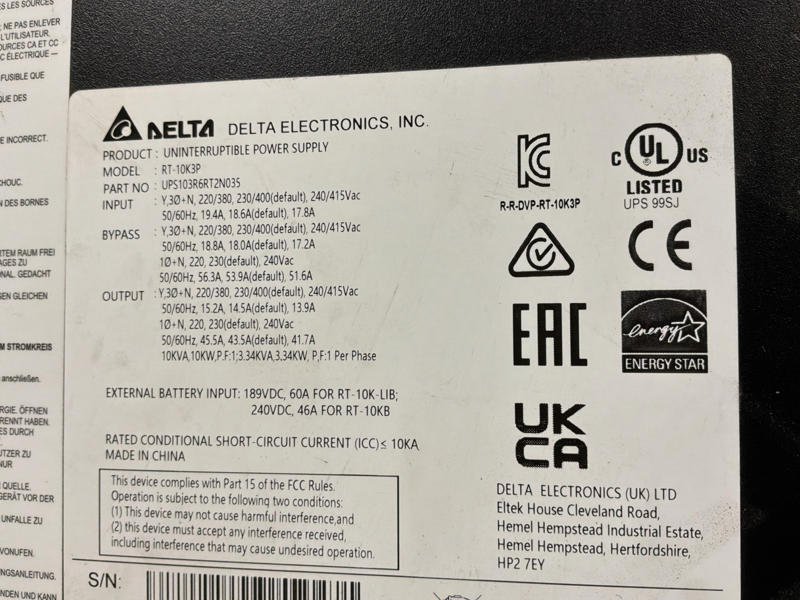 S LES SOURCES
NE PAS ENLEVER
L'UTILISATEUR.
OURCES CA ET CC
C ÉLECTRIQUE —
FUSIBLE QUE
QUE DES
E INCORRECT.
CHOUC.
N DES BORNES
RTEM RAUM FREI
AGES ZU
ONAL. GEDACHT
GEN GLEICHEN
M STROMKREIS
anschließen.
RGIE. ÖFFNEN
RENNT HABEN.
ES DURCH
UTZER ZU
NUR
QUELLE.
GERÄT VOR DER
UNFALLE ZU
VONUFEN.
NGSANLEITUNG.
NDEN UND KANN
DELTA DELTA ELECTRONICS, INC.
PRODUCT : UNINTERRUPTIBLE POWER SUPPLY
MODEL : RT-10K3P
PART NO : UPS103R6RT2N035
INPUT : Y,3Ø+N, 220/380, 230/400(default), 240/415Vac
50/60Hz, 19.4A, 18.6A(default), 17.8A
BYPASS : Y,3Ø+N, 220/380, 230/400(default), 240/415Vac
50/60Hz, 18.8A, 18.0A(default), 17.2A
1Ø+N, 220, 230(default), 240Vac
50/60Hz, 56.3A, 53.9A(default), 51.6A
OUTPUT : Y,3Ø+N, 220/380, 230/400(default), 240/415Vac
50/60Hz, 15.2A, 14.5A(default), 13.9A
1Ø+N, 220, 230(default), 240Vac
50/60Hz, 45.5A, 43.5A(default), 41.7A
10KVA,10KW,P.F:1;3.34KVA,3.34KW, P,F:1 Per Phase
EXTERNAL BATTERY INPUT: 189VDC, 60A FOR RT-10K-LIB;
240VDC, 46A FOR RT-10KB
RATED CONDITIONAL SHORT-CIRCUIT CURRENT (ICC)≤ 10KA
MADE IN CHINA
This device complies with Part 15 of the FCC Rules.
Operation is subject to the following two conditions:
(1) This device may not cause harmful interference,and
(2) this device must accept any interference received,
including interference that may cause undesired operation.
S/N:
R-R-DVP-RT-10K3P
C UL US
LISTED
UPS 99SJ
CE
EAC
energy
ENERGY STAR
UK
CA
DELTA ELECTRONICS (UK) LTD
Eltek House Cleveland Road,
Hemel Hempstead Industrial Estate,
Hemel Hempstead, Hertfordshire,
HP2 7EY